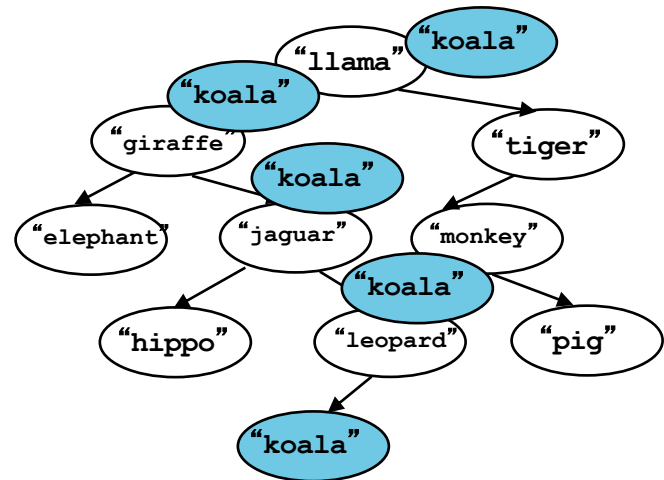 “koala”
“llama”
“koala”
“giraffe”
“tiger”
“koala”
“elephant”
“jaguar”
“monkey”
“koala”
“hippo”
“leopard”
“pig”
“koala”